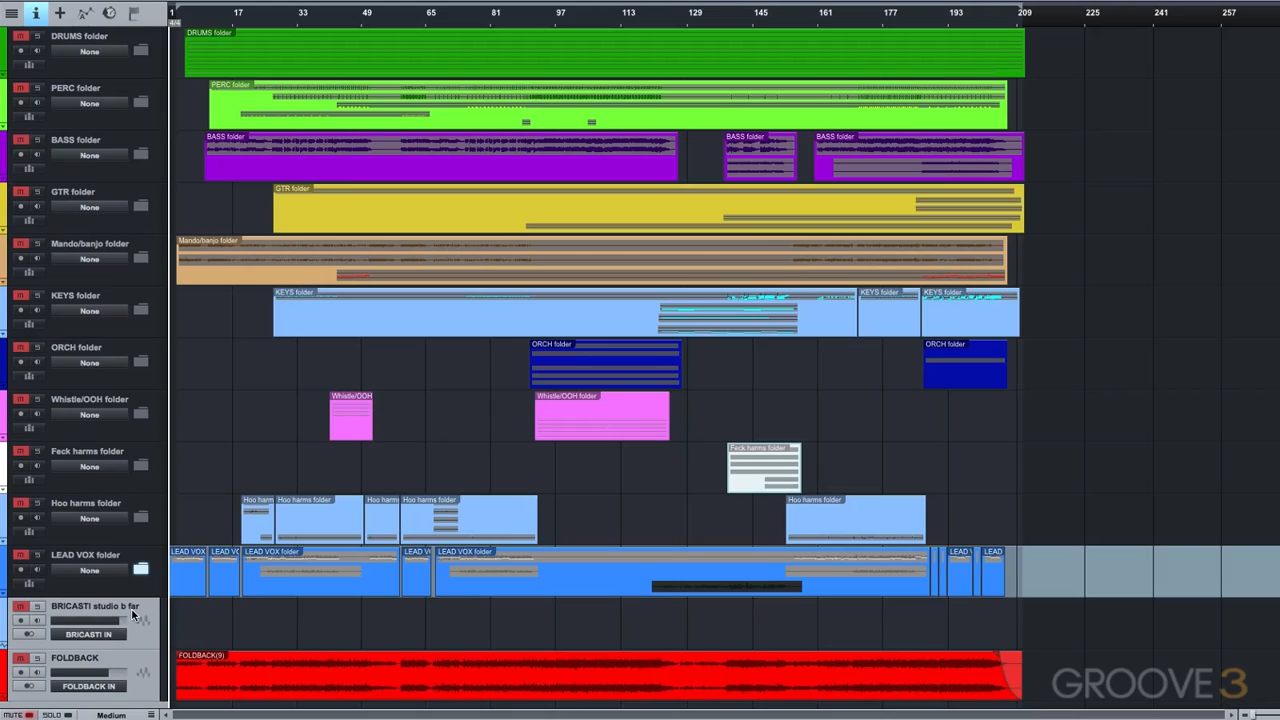 1 17 33 49 65 81 97 113 129 145 161 177 193 209 225 241 257
4/4
DRUMS folder
None
PERC folder
None
BASS folder
None
GTR folder
None
Mando/banjo folder
None
KEYS folder
None
ORCH folder
None
Whistle/OOH folder
None
Feck harms folder
None
Hoo harms folder
None
LEAD VOX folder
None
BRICASTI studio b far
BRICASTI IN
FOLDBACK
FOLDBACK IN
DRUMS folder
PERC folder
BASS folder BASS folder BASS folder
GTR folder
Mando/banjo folder
KEYS folder KEYS folder KEYS folder
ORCH folder ORCH folder
Whistle/OOH Whistle/OOH folder
Feck harms folder
Hoo harm Hoo harms folder Hoo harm Hoo harms folder Hoo harms folder
LEAD VOX LEAD VO LEAD VOX folder LEAD V LEAD VOX folder LEAD V LEAD
FOLDBACK(9)
MUTE SOLO Medium
GROOVE3